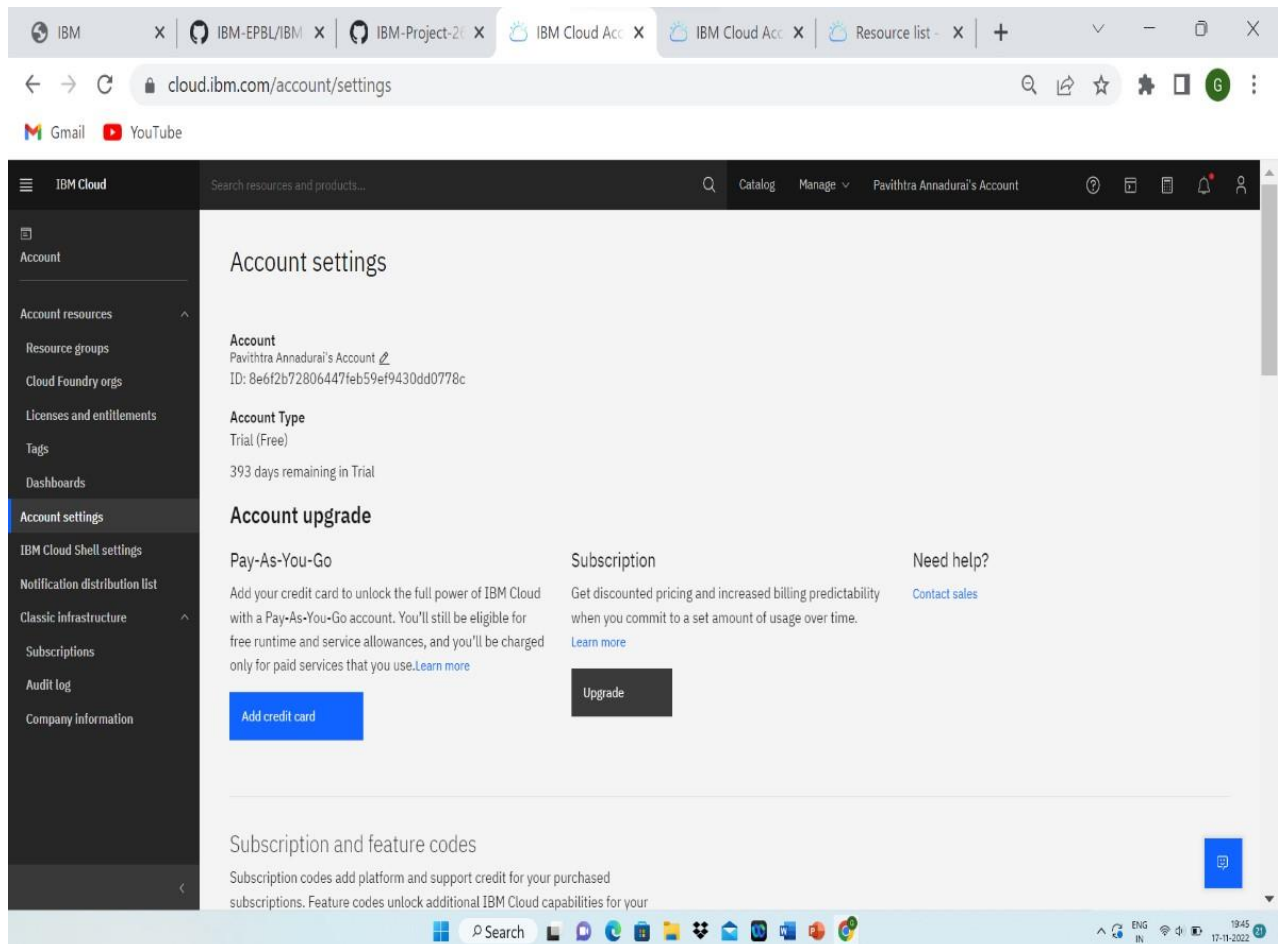 IBM
IBM-EPBL/IBM
IBM-Project-26
IBM Cloud Acc
IBM Cloud Acc
Resource list -
cloud.ibm.com/account/settings
G
Gmail
YouTube
IBM Cloud
Search resources and products...
Catalog
Manage
Pavithtra Annadurai's Account
Account
Account resources
Resource groups
Cloud Foundry orgs
Licenses and entitlements
Tags
Dashboards
Account settings
IBM Cloud Shell settings
Notification distribution list
Classic infrastructure
Subscriptions
Audit log
Company information
Account settings
Account
Pavithtra Annadurai's Account
ID: 8e6f2b72806447feb59ef9430dd0778c
Account Type
Trial (Free)
393 days remaining in Trial
Account upgrade
Pay-As-You-Go
Add your credit card to unlock the full power of IBM Cloud
with a Pay-As-You-Go account. You'll still be eligible for
free runtime and service allowances, and you'll be charged
only for paid services that you use.Learn more
Add credit card
Subscription
Get discounted pricing and increased billing predictability
when you commit to a set amount of usage over time.
Learn more
Upgrade
Need help?
Contact sales
Subscription and feature codes
Subscription codes add platform and support credit for your purchased
subscriptions. Feature codes unlock additional IBM Cloud capabilities for your
Search
ENG
IN
19:45
17-11-2022
21